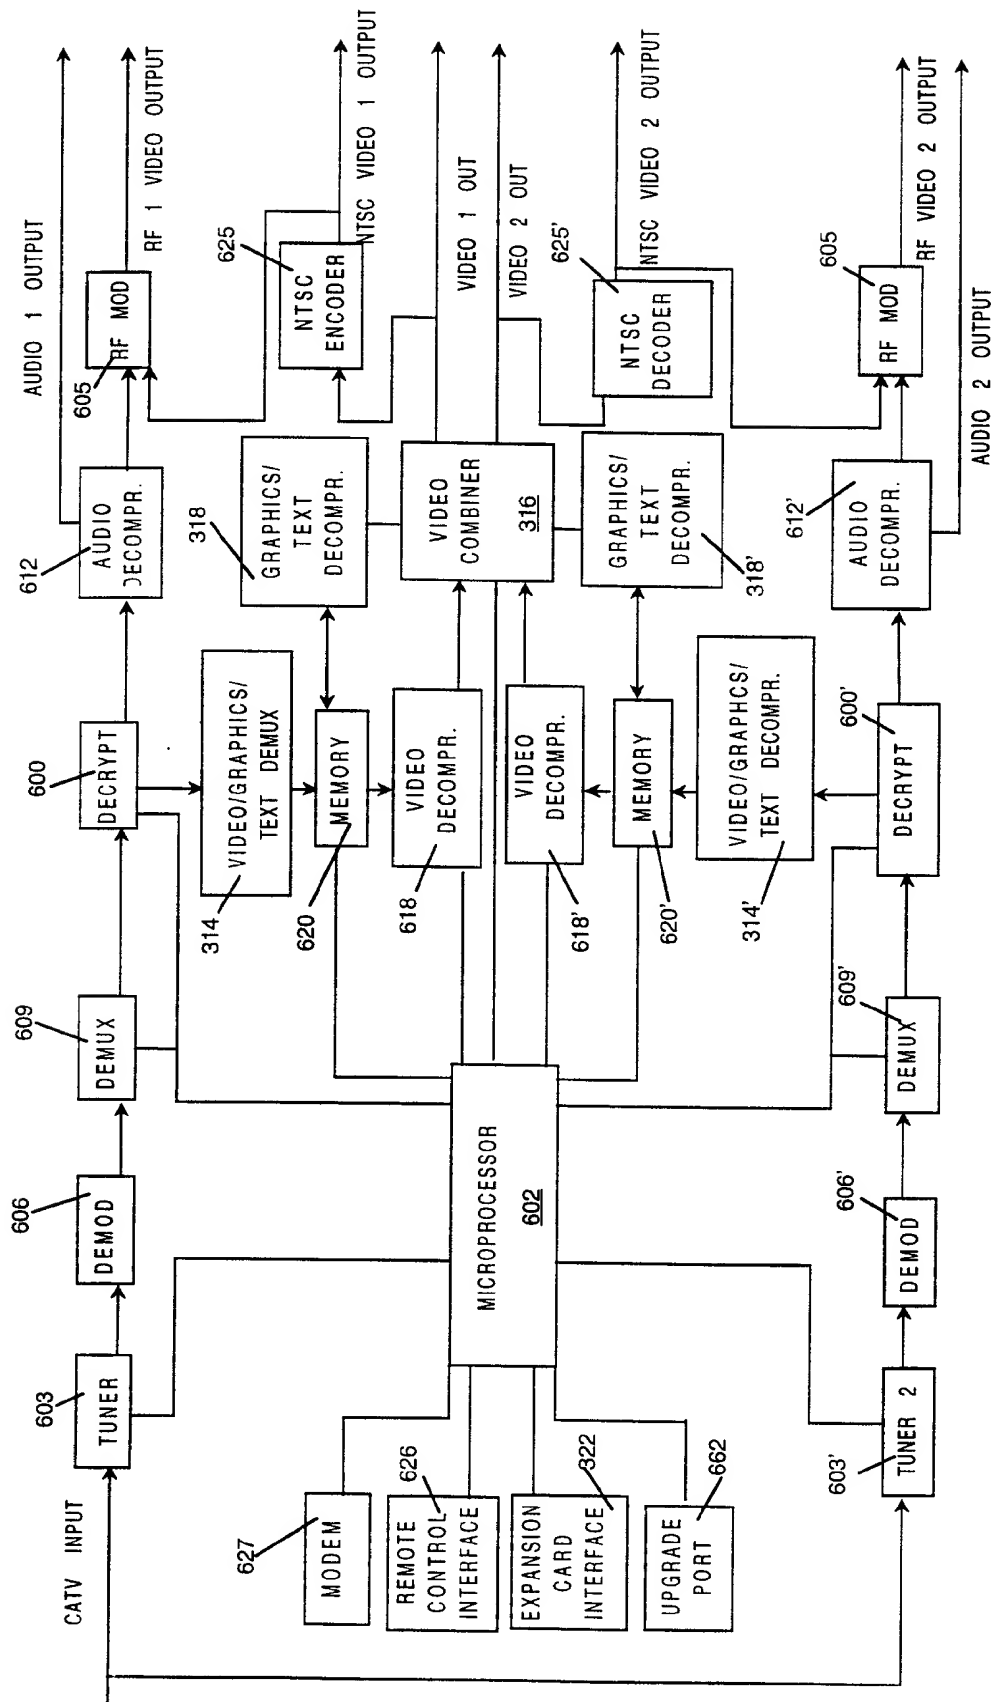 CATV INPUT
603
TUNER
606
DEMOD
609
DEMUX
600
DECRYPT
612
AUDIO
DECOMPR.
605
RF MOD
AUDIO 1 OUTPUT
RF 1 VIDEO OUTPUT
314
VIDEO/GRAPHICS/
TEXT DEMUX
318
GRAPHICS/
TEXT
DECOMPR.
625
NTSC
ENCODER
NTSC VIDEO 1 OUTPUT
627
MODEM
620
MEMORY
626
REMOTE
CONTROL
INTERFACE
618
VIDEO
DECOMPR.
VIDEO
COMBINER
316
VIDEO 1 OUT
VIDEO 2 OUT
MICROPROCESSOR
602
322
EXPANSION
CARD
INTERFACE
618'
VIDEO
DECOMPR.
625'
NTSC
DECODER
NTSC VIDEO 2 OUTPUT
662
UPGRADE
PORT
620'
MEMORY
GRAPHICS/
TEXT
DECOMPR.
318'
314'
VIDEO/GRAPHCS/
TEXT DECOMPR.
603'
TUNER 2
606'
DEMOD
609'
DEMUX
600'
DECRYPT
612'
AUDIO
DECOMPR.
605
RF MOD
RF VIDEO 2 OUTPUT
AUDIO 2 OUTPUT